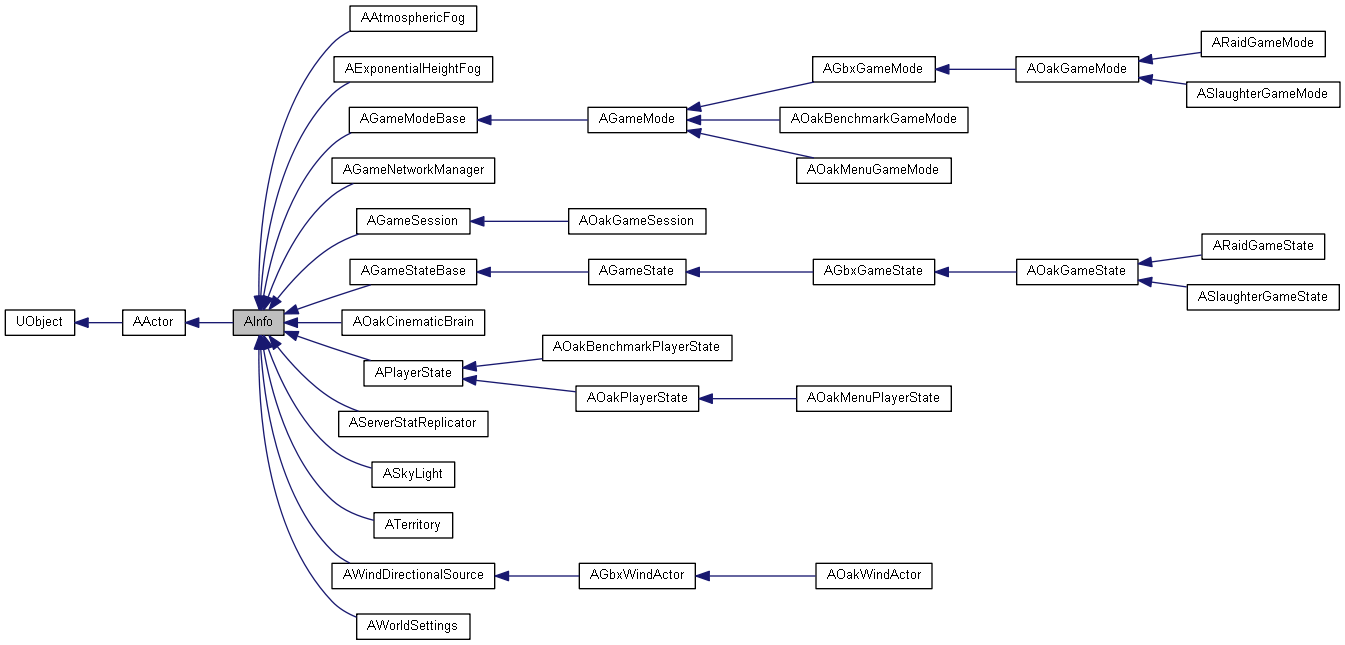 AAtmosphericFog
ARaidGameMode
AExponentialHeightFog
AGbxGameMode
AOakGameMode
ASlaughterGameMode
AGameModeBase
AGameMode
AOakBenchmarkGameMode
AGameNetworkManager
AOakMenuGameMode
AGameSession
AOakGameSession
ARaidGameState
AGameStateBase
AGameState
AGbxGameState
AOakGameState
ASlaughterGameState
UObject
AActor
AInfo
AOakCinematicBrain
AOakBenchmarkPlayerState
APlayerState
AOakPlayerState
AOakMenuPlayerState
AServerStatReplicator
ASkyLight
ATerritory
AWindDirectionalSource
AGbxWindActor
AOakWindActor
AWorldSettings